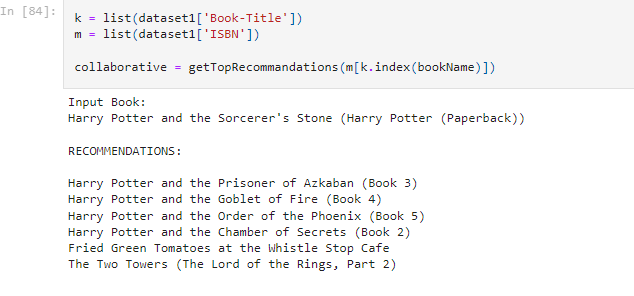 In [84]:
k = list(dataset1['Book-Title'])
m = list(dataset1['ISBN'])
collaborative = getTopRecommandations(m[k.index(bookName)])
Input Book:
Harry Potter and the Sorcerer's Stone (Harry Potter (Paperback))
RECOMMENDATIONS:
Harry Potter and the Prisoner of Azkaban (Book 3)
Harry Potter and the Goblet of Fire (Book 4)
Harry Potter and the Order of the Phoenix (Book 5)
Harry Potter and the Chamber of Secrets (Book 2)
Fried Green Tomatoes at the Whistle Stop Cafe
The Two Towers (The Lord of the Rings, Part 2)